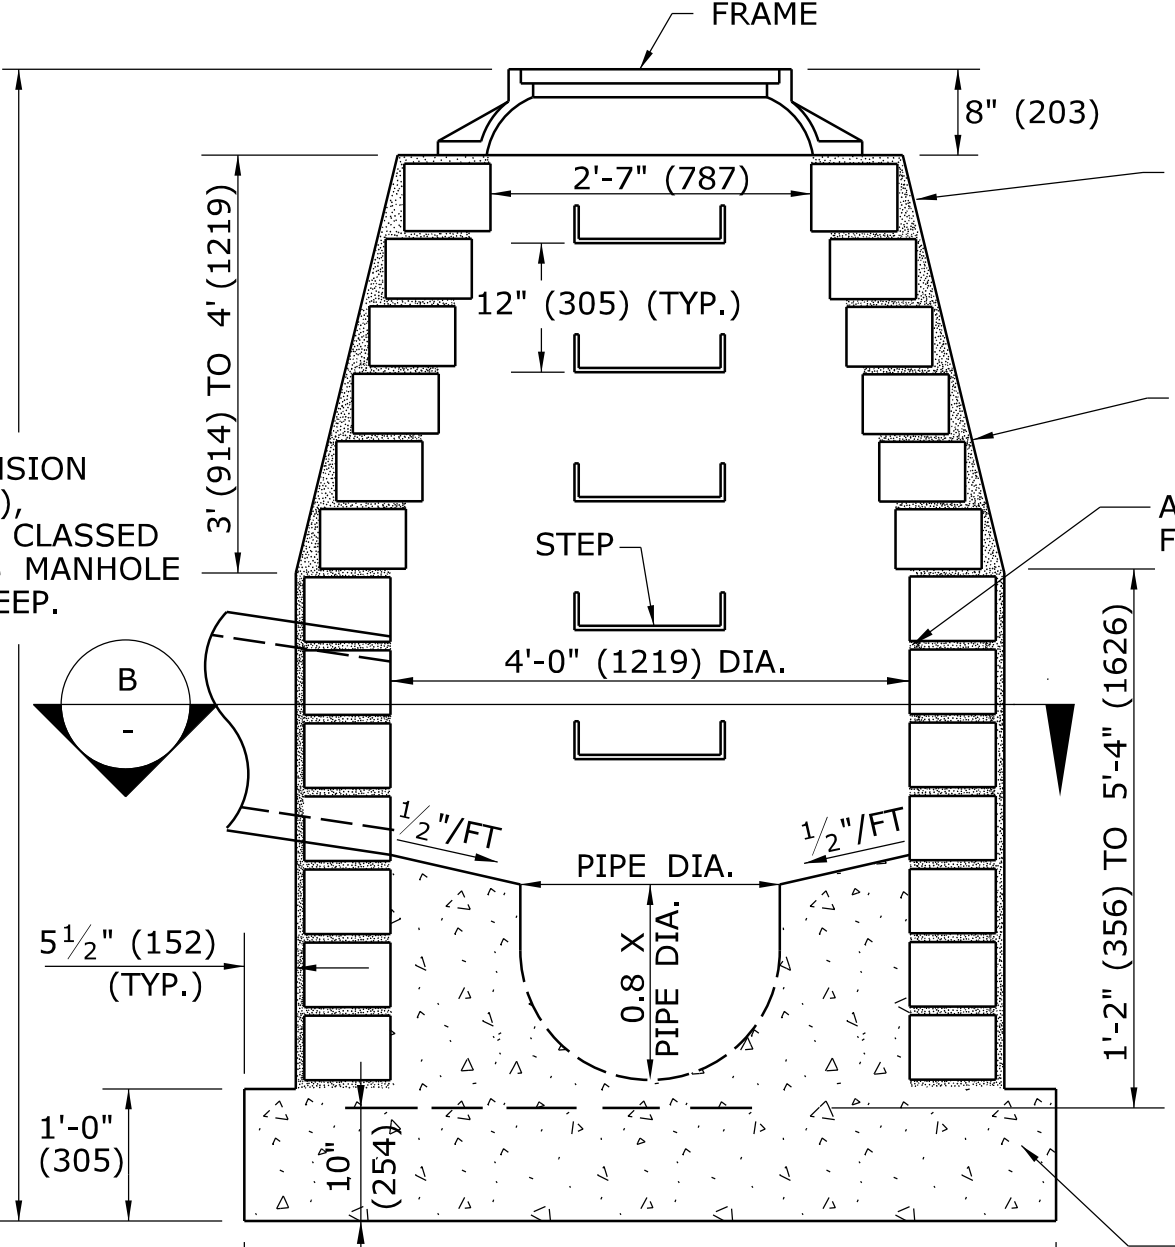 FRAME
8" (203)
2'-7" (787)
3' (914) TO 4' (1219)
12" (305) (TYP.)
NSION
),
CLASSED
MANHOLE
EEP.
STEP
A
F
4'-0" (1219) DIA.
B
-
1'-2" (356) TO 5'-4" (1626)
1/2"/FT
1/2"/FT
PIPE DIA.
0.8 X
PIPE DIA.
5 1/2" (152)
(TYP.)
1'-0"
(305)
10"
(254)